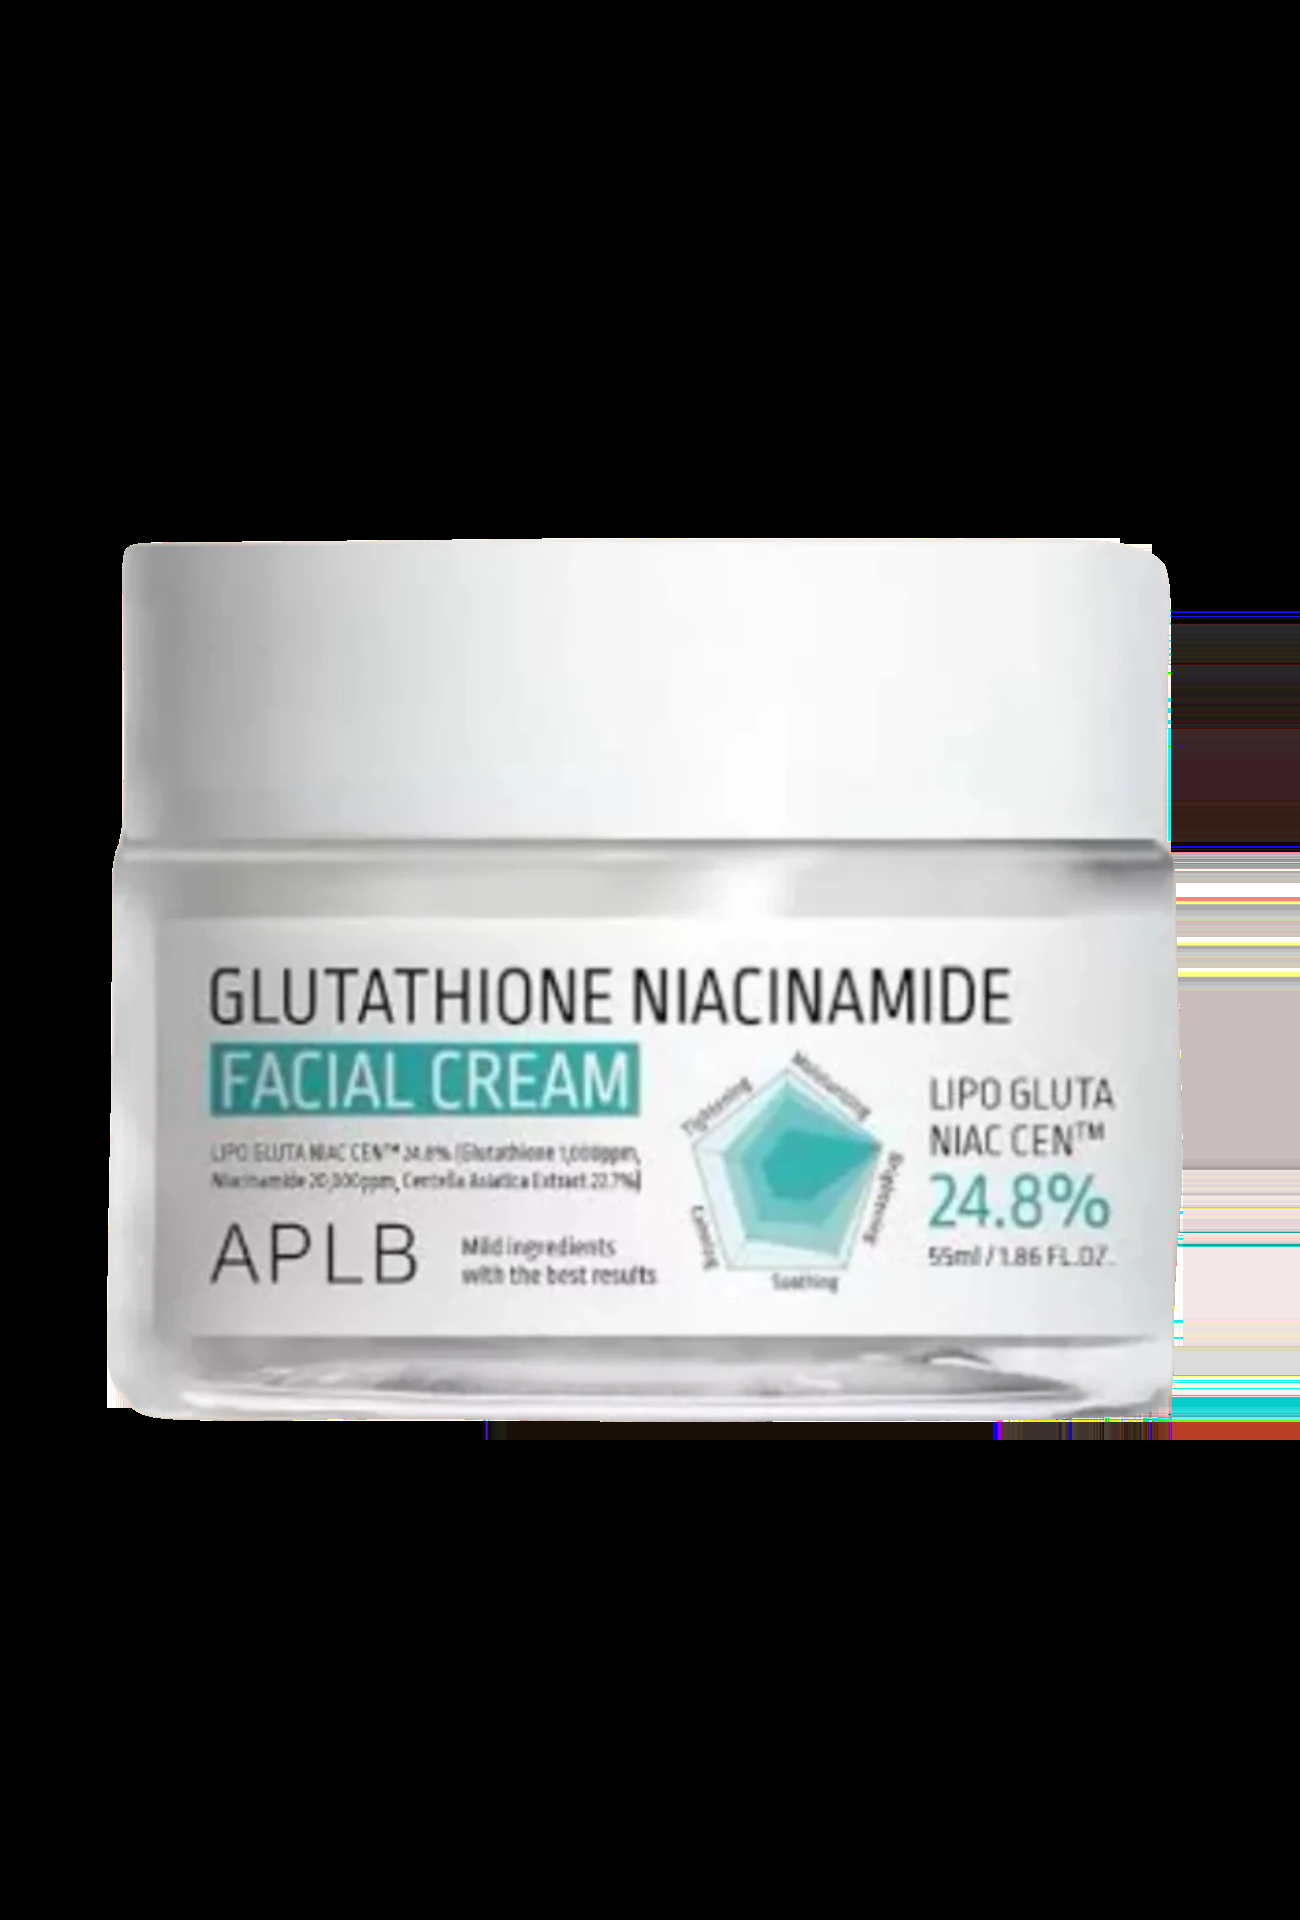 GLUTATHIONE NIACINAMIDE
FACIAL CREAM
LIPO GLUTA NIAC CEN™ 24.8% (Glutathione 1,000ppm,
Niacinamide 20,000ppm, Centella Asiatica Extract 22.7%)
APLB
Mild ingredients
with the best results
Moisturizing
Tightening
Brightening
Calming
Soothing
LIPO GLUTA
NIAC CEN™
24.8%
55ml / 1.86 FL.OZ.